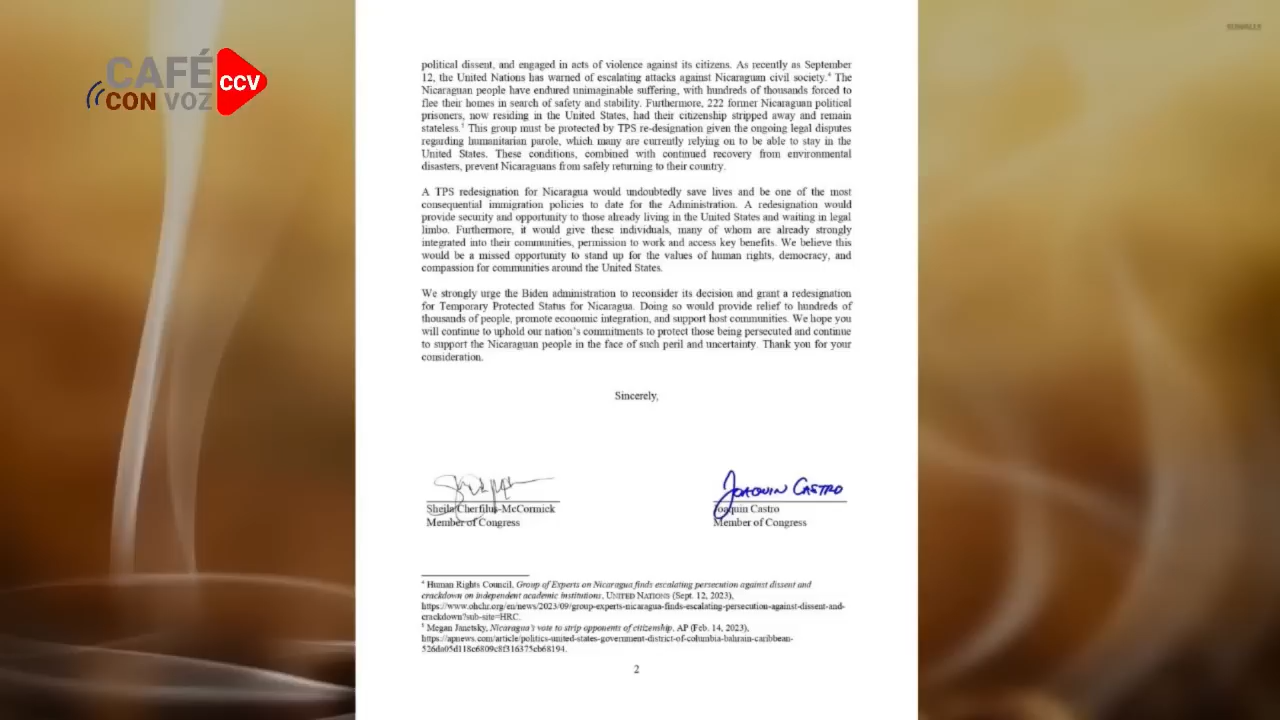 CAFÉ
CON VOZ
CCV
political dissent, and engaged in acts of violence against its citizens. As recently as September
12, the United Nations has warned of escalating attacks against Nicaraguan civil society.⁴ The
Nicaraguan people have endured unimaginable suffering, with hundreds of thousands forced to
flee their homes in search of safety and stability. Furthermore, 222 former Nicaraguan political
prisoners, now residing in the United States, had their citizenship stripped away and remain
stateless.⁵ This group must be protected by TPS re-designation given the ongoing legal disputes
regarding humanitarian parole, which many are currently relying on to be able to stay in the
United States. These conditions, combined with continued recovery from environmental
disasters, prevent Nicaraguans from safely returning to their country.
A TPS redesignation for Nicaragua would undoubtedly save lives and be one of the most
consequential immigration policies to date for the Administration. A redesignation would
provide security and opportunity to those already living in the United States and waiting in legal
limbo. Furthermore, it would give these individuals, many of whom are already strongly
integrated into their communities, permission to work and access key benefits. We believe this
would be a missed opportunity to stand up for the values of human rights, democracy, and
compassion for communities around the United States.
We strongly urge the Biden administration to reconsider its decision and grant a redesignation
for Temporary Protected Status for Nicaragua. Doing so would provide relief to hundreds of
thousands of people, promote economic integration, and support host communities. We hope you
will continue to uphold our nation's commitments to protect those being persecuted and continue
to support the Nicaraguan people in the face of such peril and uncertainty. Thank you for your
consideration.
Sincerely,
JOAQUIN CASTRO
Sheila Cherfilus-McCormick
Member of Congress
Joaquin Castro
Member of Congress
⁴ Human Rights Council, Group of Experts on Nicaragua finds escalating persecution against dissent and
crackdown on independent academic institutions, UNITED NATIONS (Sept. 12, 2023),
https://www.ohchr.org/en/news/2023/09/group-experts-nicaragua-finds-escalating-persecution-against-dissent-and-
crackdown?sub-site=HRC.
⁵ Megan Janetsky, Nicaragua's vote to strip opponents of citizenship, AP (Feb. 14, 2023),
https://apnews.com/article/politics-united-states-government-district-of-columbia-bahrain-caribbean-
526da05d118c6809c8f316375cb68194.
2